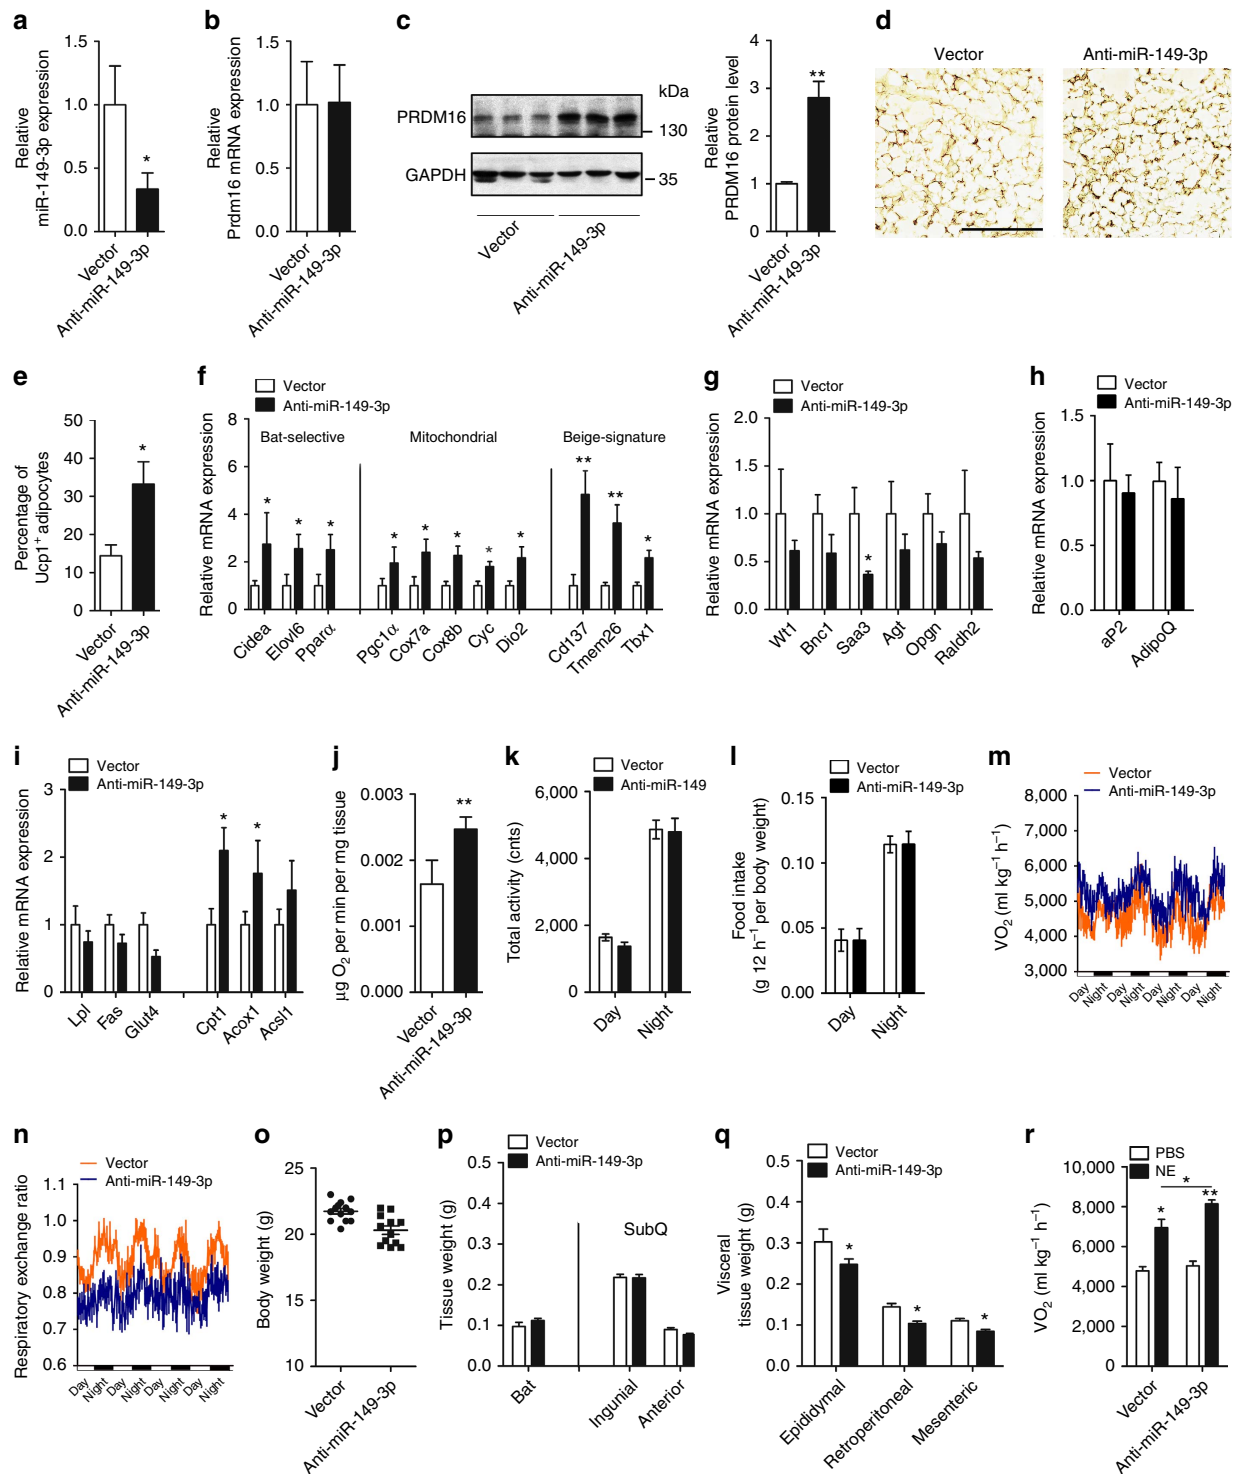 a
Relative
miR-149-3p expression
1.5
1.0
0.5
0.0
*
Vector
Anti-miR-149-3p
b
Relative
Prdm16 mRNA expression
1.5
1.0
0.5
0.0
Vector
Anti-miR-149-3p
c
PRDM16
GAPDH
kDa
130
35
Vector
Anti-miR-149-3p
Relative
PRDM16 protein level
4
3
2
1
0
**
Vector
Anti-miR-149-3p
d
Vector
Anti-miR-149-3p
e
Percentage of
Ucp1⁺ adipocytes
50
40
30
20
10
0
*
Vector
Anti-miR-149-3p
f
Vector
Anti-miR-149-3p
Relative mRNA expression
8
6
4
2
0
Bat-selective
Mitochondrial
Beige-signature
* * * * * * * * ** ** *
Cidea
Elovl6
Pparα
Pgc1α
Cox7a
Cox8b
Cyc
Dio2
Cd137
Tmem26
Tbx1
g
Vector
Anti-miR-149-3p
Relative mRNA expression
2.0
1.5
1.0
0.5
0.0
*
Wt1
Bnc1
Saa3
Agt
Opgn
Raldh2
h
Vector
Anti-miR-149-3p
Relative mRNA expression
1.5
1.0
0.5
0.0
aP2
AdipoQ
i
Vector
Anti-miR-149-3p
Relative mRNA expression
3
2
1
0
* *
Lpl
Fas
Glut4
Cpt1
Acox1
Acsl1
j
µg O₂ per min per mg tissue
0.003
0.002
0.001
0.000
**
Vector
Anti-miR-149-3p
k
Vector
Anti-miR-149
Total activity (cnts)
6,000
4,000
2,000
0
Day
Night
l
Vector
Anti-miR-149-3p
Food intake
(g 12 h⁻¹ per body weight)
0.15
0.10
0.05
0.00
Day
Night
m
Vector
Anti-miR-149-3p
VO₂ (ml kg⁻¹ h⁻¹)
8,000
7,000
6,000
5,000
4,000
3,000
Day Night Day Night Day Night Day Night
n
Vector
Anti-miR-149-3p
Respiratory exchange ratio
1.1
1.0
0.9
0.8
0.7
0.6
Day Night Day Night Day Night Day Night
o
Body weight (g)
25
20
15
10
Vector
Anti-miR-149-3p
p
Vector
Anti-miR-149-3p
Tissue weight (g)
0.5
0.4
0.3
0.2
0.1
0.0
SubQ
Bat
Ingunial
Anterior
q
Vector
Anti-miR-149-3p
Visceral
tissue weight (g)
0.5
0.4
0.3
0.2
0.1
0.0
* * *
Epididymal
Retroperitoneal
Mesenteric
r
PBS
NE
VO₂ (ml kg⁻¹ h⁻¹)
10,000
8,000
6,000
4,000
2,000
0
* * **
Vector
Anti-miR-149-3p